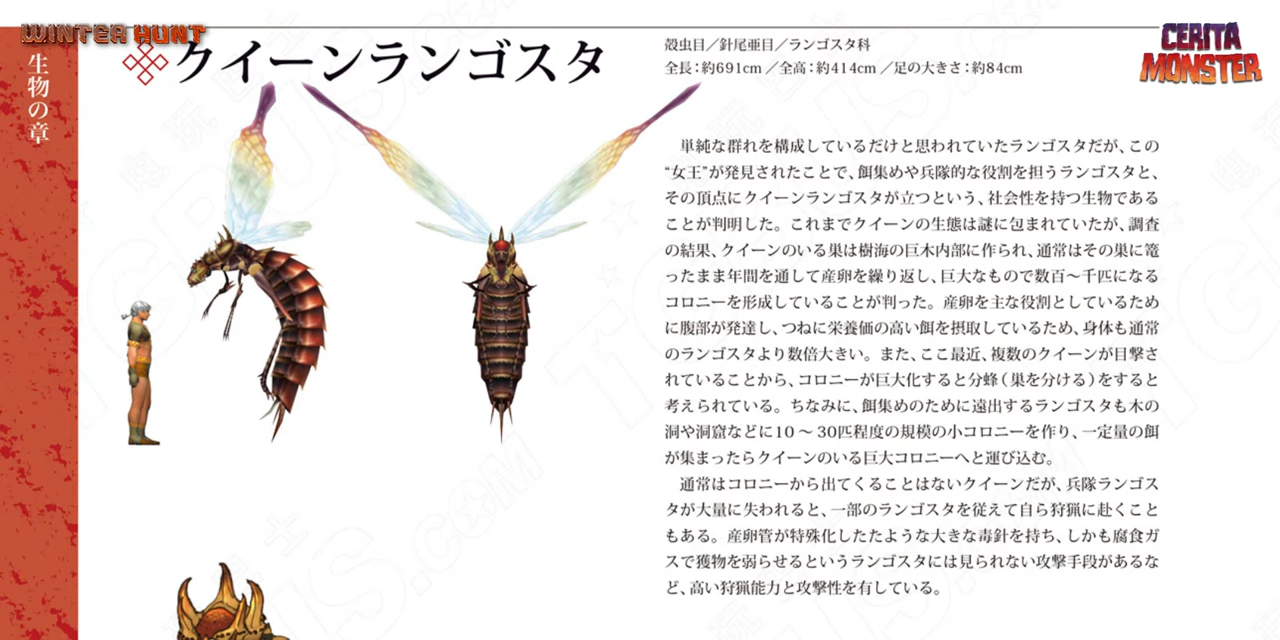 WINTER HUNT
生物の章
クイーンランゴスタ
殻虫目／針尾亜目／ランゴスタ科
全長：約691cm／全高：約414cm／足の大きさ：約84cm
CERITA
MONSTER
単純な群れを構成しているだけと思われていたランゴスタだが、この
“女王”が発見されたことで、餌集めや兵隊的な役割を担うランゴスタと、
その頂点にクイーンランゴスタが立つという、社会性を持つ生物である
ことが判明した。これまでクイーンの生態は謎に包まれていたが、調査
の結果、クイーンのいる巣は樹海の巨木内部に作られ、通常はその巣に篭
ったまま年間を通して産卵を繰り返し、巨大なもので数百〜千匹になる
コロニーを形成していることが判った。産卵を主な役割としているため
に腹部が発達し、つねに栄養価の高い餌を摂取しているため、身体も通常
のランゴスタより数倍大きい。また、ここ最近、複数のクイーンが目撃さ
れていることから、コロニーが巨大化すると分蜂（巣を分ける）をすると
考えられている。ちなみに、餌集めのために遠出するランゴスタも木の
洞や洞窟などに10〜30匹程度の規模の小コロニーを作り、一定量の餌
が集まったらクイーンのいる巨大コロニーへと運び込む。
通常はコロニーから出てくることはないクイーンだが、兵隊ランゴス
タが大量に失われると、一部のランゴスタを従えて自ら狩猟に赴くこと
もある。産卵管が特殊化したたような大きな毒針を持ち、しかも腐食ガ
スで獲物を弱らせるというランゴスタには見られない攻撃手段があるな
ど、高い狩猟能力と攻撃性を有している。